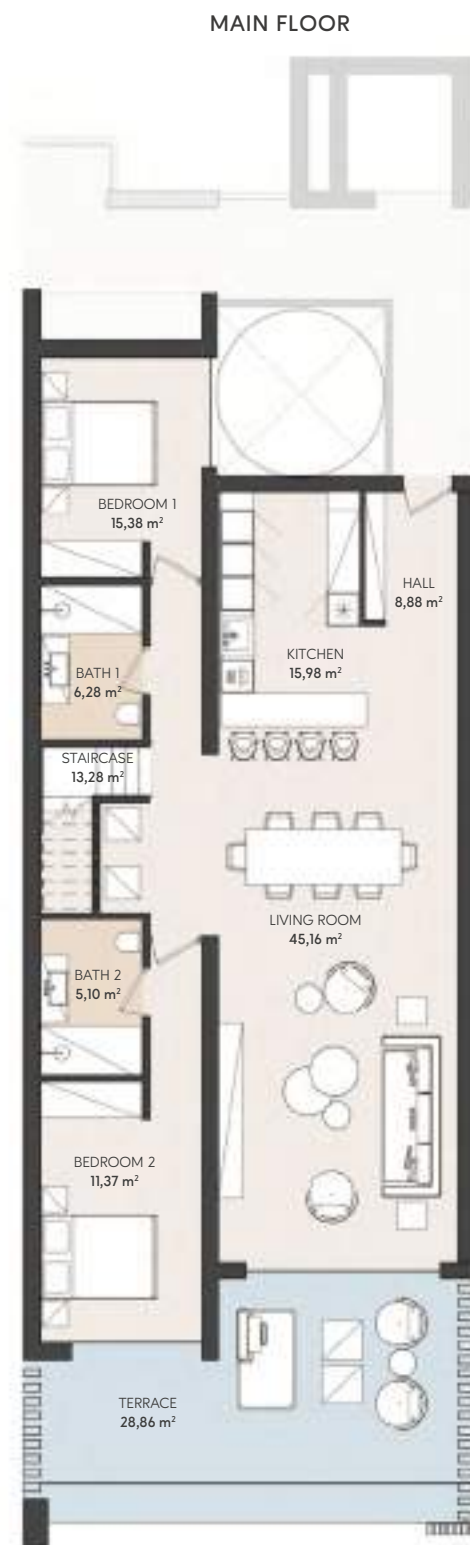 MAIN FLOOR
BEDROOM 1
15,38 m²
HALL
8,88 m²
KITCHEN
15,98 m²
BATH 1
6,28 m²
STAIRCASE
13,28 m²
LIVING ROOM
45,16 m²
BATH 2
5,10 m²
BEDROOM 2
11,37 m²
TERRACE
28,86 m²